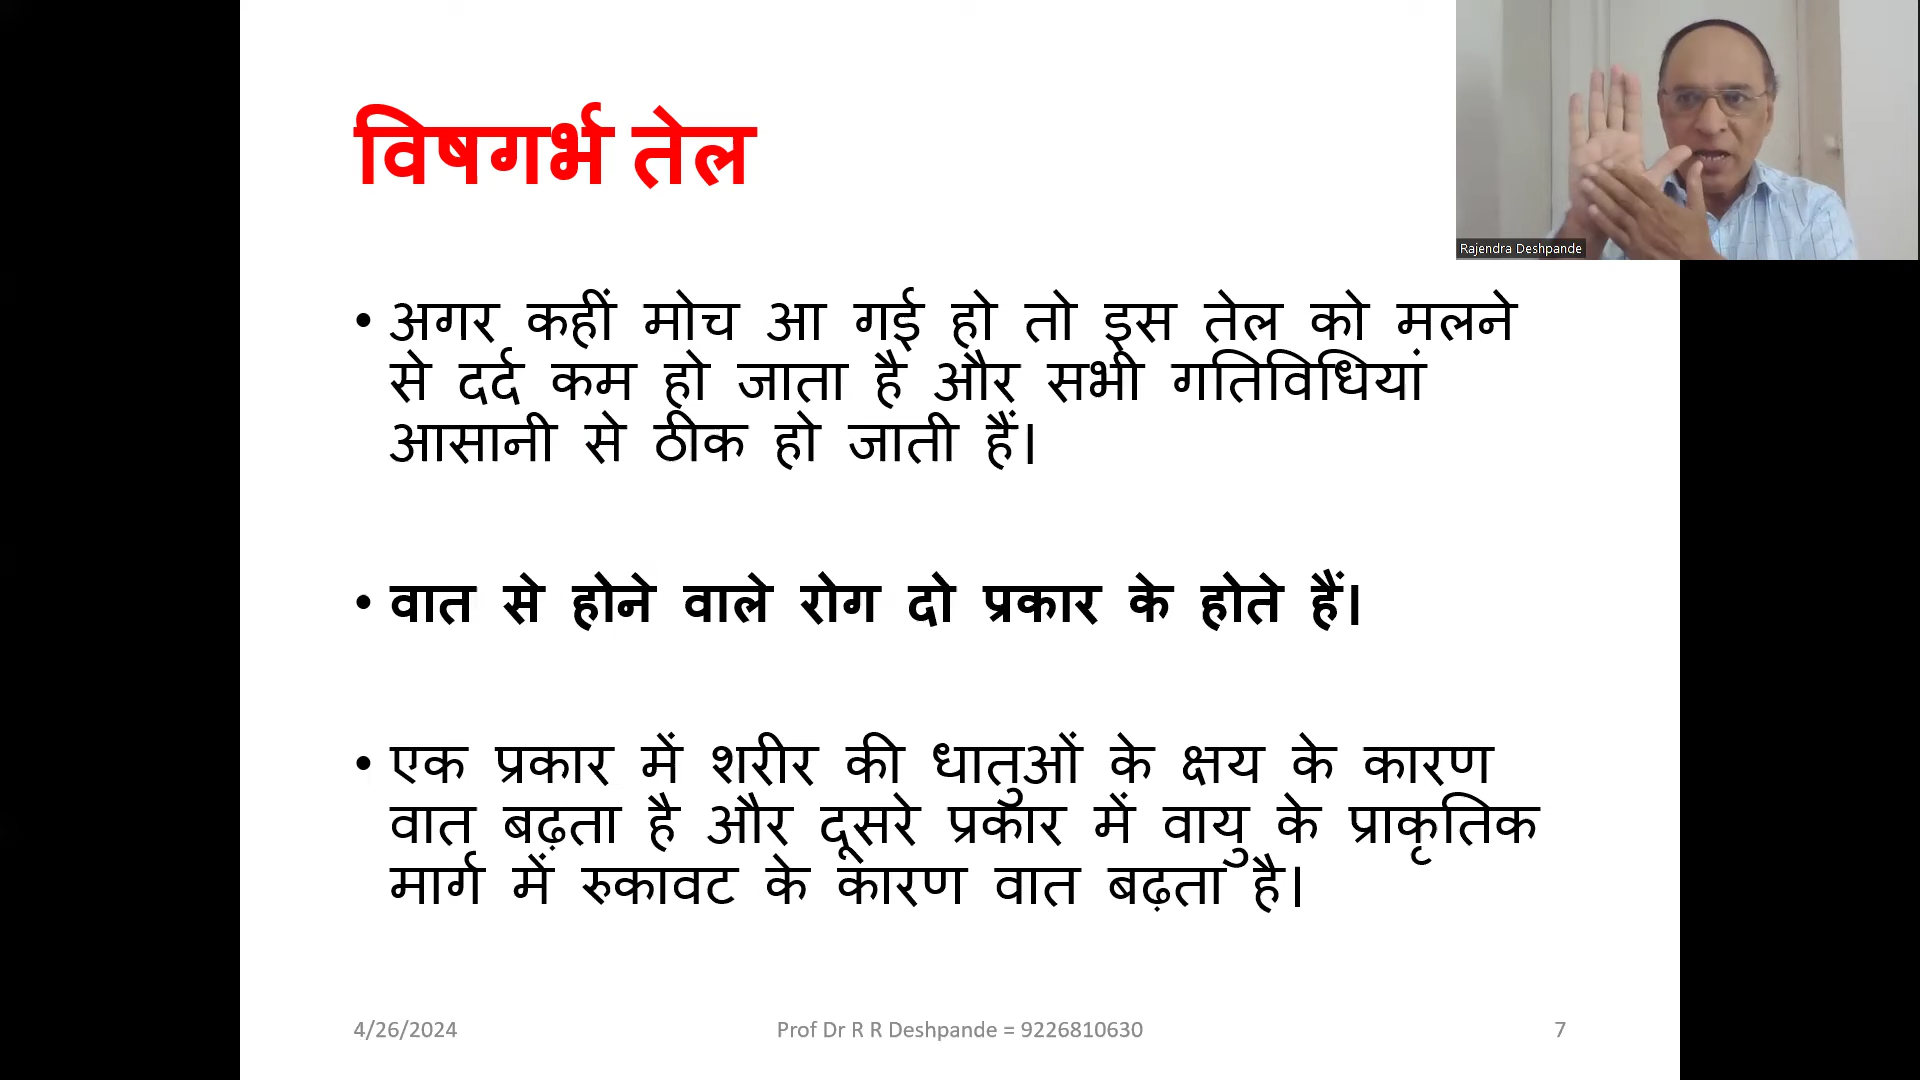 विषगर्भ तेल
Rajendra Deshpande
• अगर कहीं मोच आ गई हो तो इस तेल को मलने
से दर्द कम हो जाता है और सभी गतिविधियां
आसानी से ठीक हो जाती हैं।
• वात से होने वाले रोग दो प्रकार के होते हैं।
• एक प्रकार में शरीर की धातुओं के क्षय के कारण
वात बढ़ता है और दूसरे प्रकार में वायु के प्राकृतिक
मार्ग में रुकावट के कारण वात बढ़ता है।
4/26/2024
Prof Dr R R Deshpande = 9226810630
7